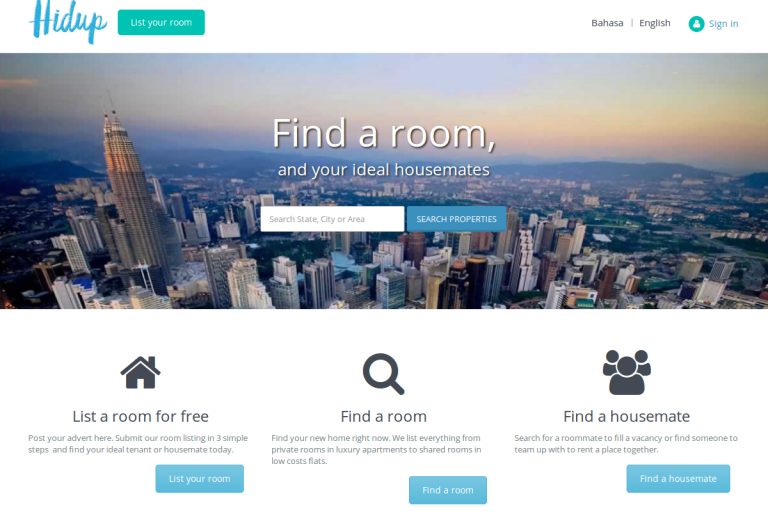 Hidup
List your room
Bahasa | English
Sign in
Find a room,
and your ideal housemates
Search State, City or Area
SEARCH PROPERTIES
List a room for free
Post your advert here. Submit our room listing in 3 simple
steps and find your ideal tenant or housemate today.
List your room
Find a room
Find your new home right now. We list everything from
private rooms in luxury apartments to shared rooms in
low costs flats.
Find a room
Find a housemate
Search for a roommate to fill a vacancy or find someone to
team up with to rent a place together.
Find a housemate